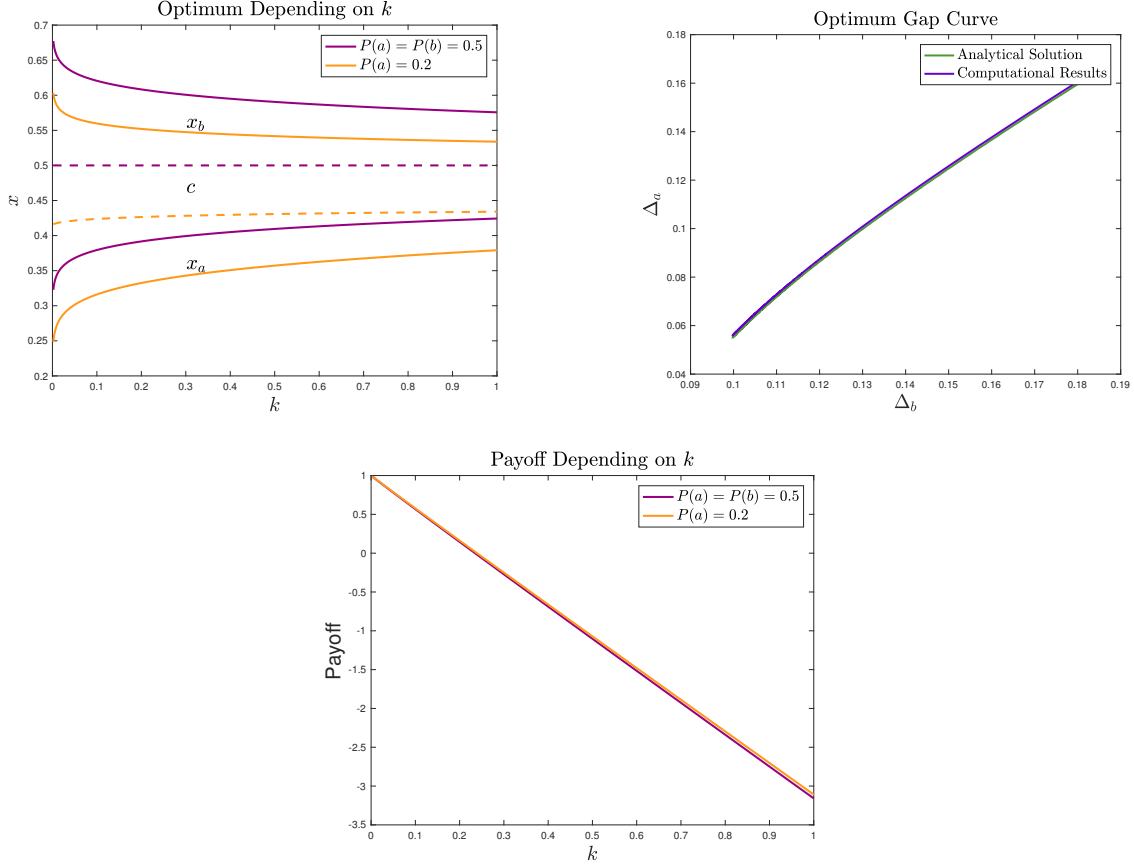 Optimum Depending on k
0.7
0.65
0.6
0.55
0.5
0.45
0.4
0.35
0.3
0.25
0.2
x
P(a) = P(b) = 0.5
P(a) = 0.2
x_b
c
x_a
0 0.1 0.2 0.3 0.4 0.5 0.6 0.7 0.8 0.9 1
k
Optimum Gap Curve
0.18
0.16
0.14
0.12
0.1
0.08
0.06
0.04
Δ_a
Analytical Solution
Computational Results
0.09 0.1 0.11 0.12 0.13 0.14 0.15 0.16 0.17 0.18 0.19
Δ_b
Payoff Depending on k
1
0.5
0
-0.5
-1
-1.5
-2
-2.5
-3
-3.5
Payoff
P(a) = P(b) = 0.5
P(a) = 0.2
0 0.1 0.2 0.3 0.4 0.5 0.6 0.7 0.8 0.9 1
k